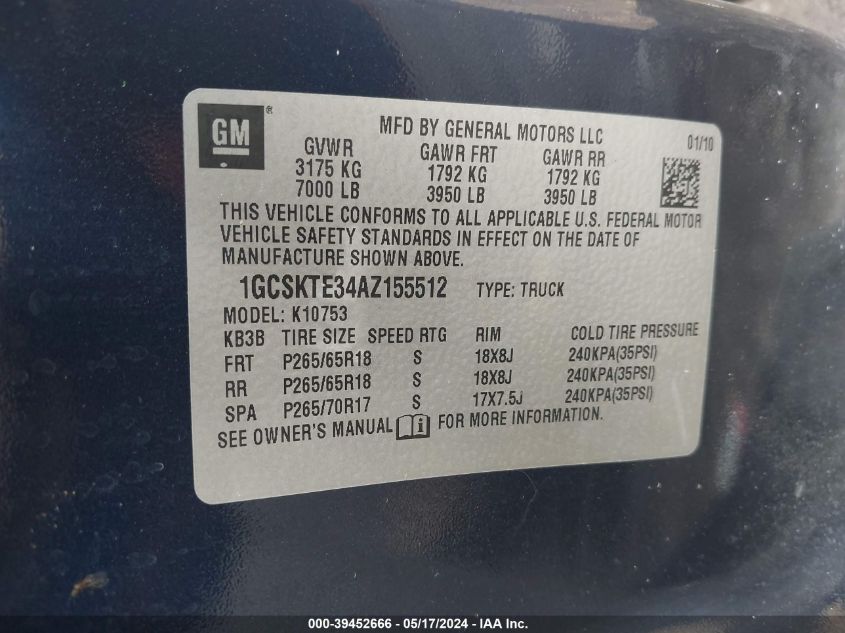 GM ®
MFD BY GENERAL MOTORS LLC 01/10
GVWR GAWR FRT GAWR RR
3175 KG 1792 KG 1792 KG
7000 LB 3950 LB 3950 LB
THIS VEHICLE CONFORMS TO ALL APPLICABLE U.S. FEDERAL MOTOR
VEHICLE SAFETY STANDARDS IN EFFECT ON THE DATE OF
MANUFACTURE SHOWN ABOVE.
1GCSKTE34AZ155512 TYPE: TRUCK
MODEL: K10753
KB3B TIRE SIZE SPEED RTG RIM COLD TIRE PRESSURE
FRT P265/65R18 S 18X8J 240KPA(35PSI)
RR P265/65R18 S 18X8J 240KPA(35PSI)
SPA P265/70R17 S 17X7.5J 240KPA(35PSI)
SEE OWNER'S MANUAL i FOR MORE INFORMATION.
000-39452666 - 05/17/2024 - IAA Inc.